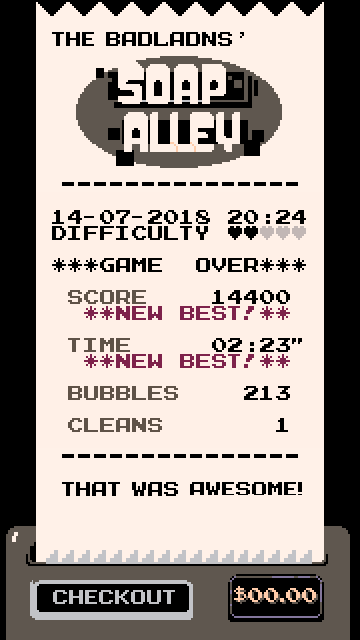 THE BADLADNS'
SOAP
ALLEY
14-07-2018 20:24
DIFFICULTY ♥♥♥♥♥
***GAME OVER***
SCORE 14400
**NEW BEST!**
TIME 02:23"
**NEW BEST!**
BUBBLES 213
CLEANS 1
THAT WAS AWESOME!
CHECKOUT $00.00